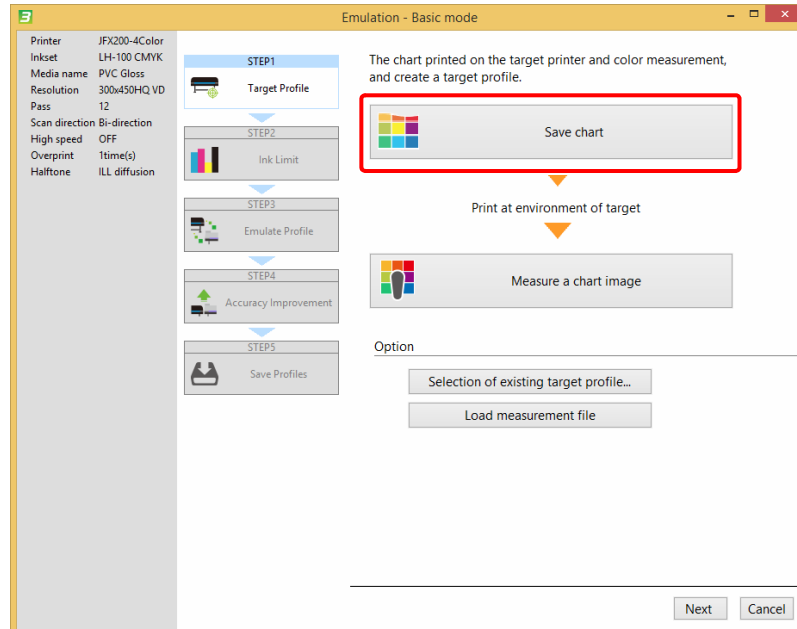 Emulation - Basic mode
Printer JFX200-4Color
Inkset LH-100 CMYK
Media name PVC Gloss
Resolution 300x450HQ VD
Pass 12
Scan direction Bi-direction
High speed OFF
Overprint 1time(s)
Halftone ILL diffusion
STEP1
Target Profile
STEP2
Ink Limit
STEP3
Emulate Profile
STEP4
Accuracy Improvement
STEP5
Save Profiles
The chart printed on the target printer and color measurement,
and create a target profile.
Save chart
Print at environment of target
Measure a chart image
Option
Selection of existing target profile...
Load measurement file
Next Cancel